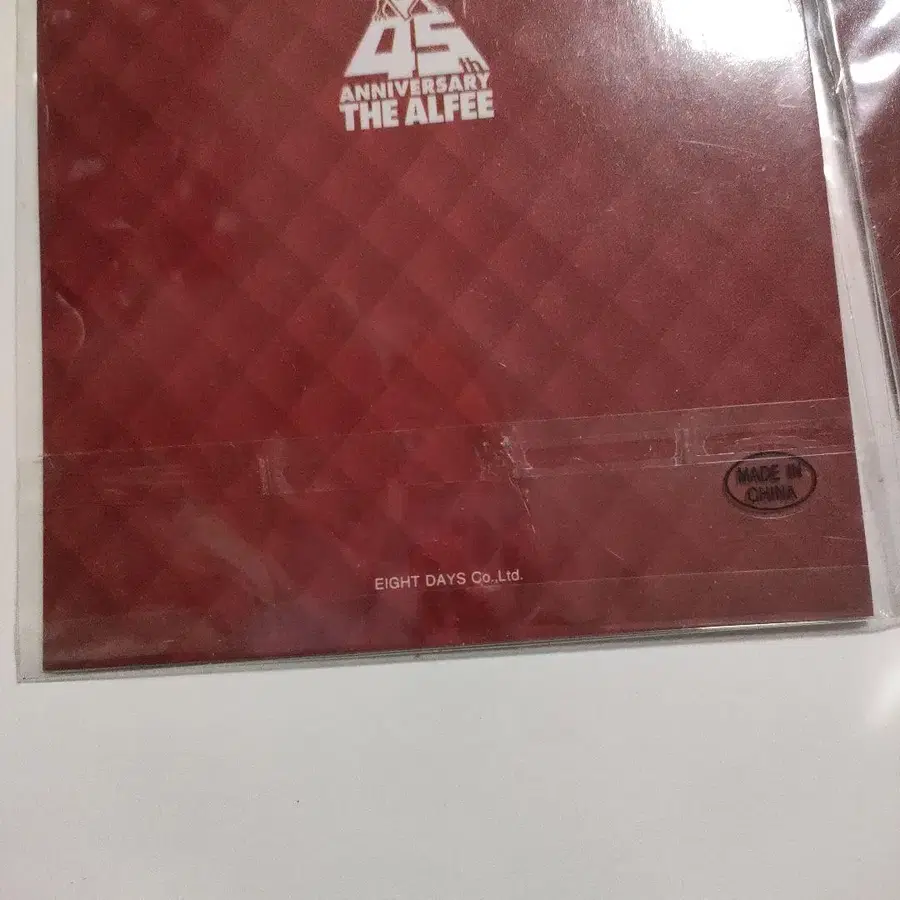 45th
ANNIVERSARY
THE ALFEE
MADE IN
CHINA
EIGHT DAYS Co.,Ltd.